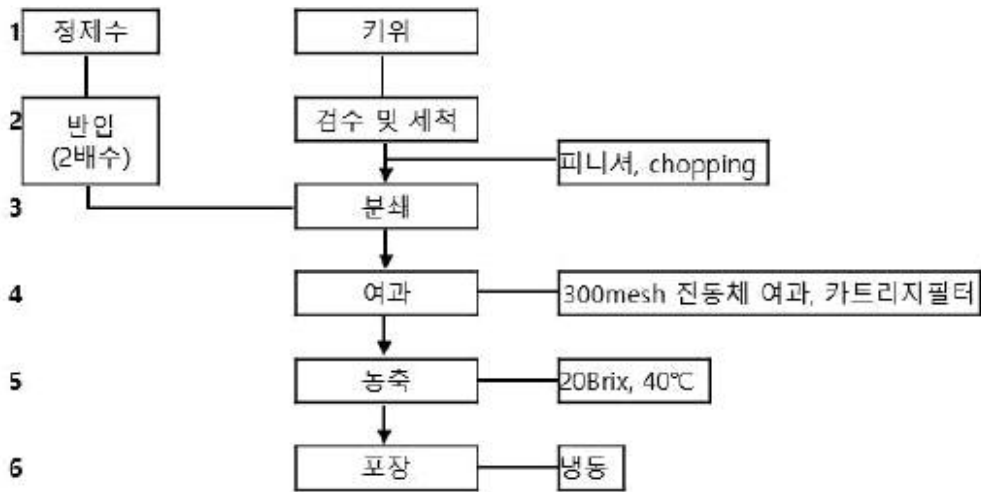 1 정제수 키위
2 반입 검수 및 세척
(2배수)
피니셔, chopping
3 분쇄
4 여과 300mesh 진동체 여과, 카트리지필터
5 농축 20Brix, 40℃
6 포장 냉동